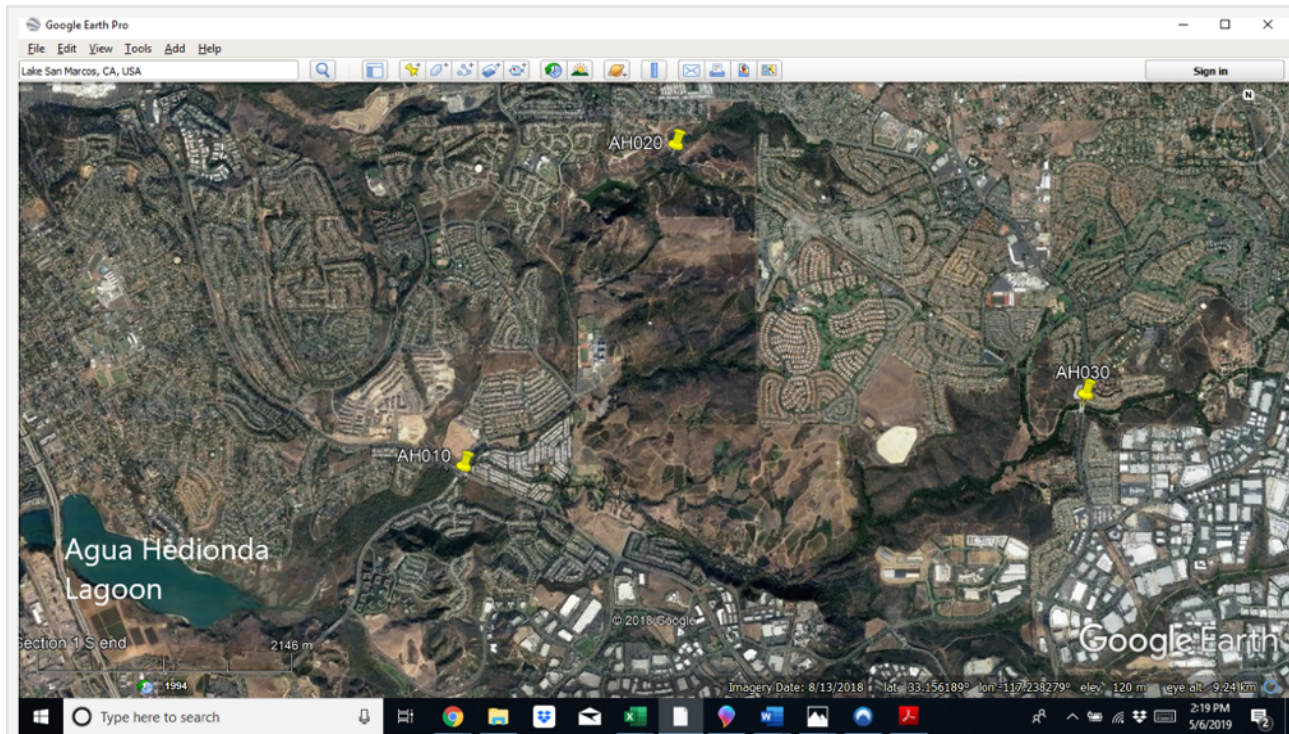 Google Earth Pro
File Edit View Tools Add Help
Lake San Marcos, CA, USA
Sign in
N
AH020
AH030
AH010
Agua Hedionda
Lagoon
© 2018 Google
Google Earth
Section 1 S end
2146 m
1994
Imagery Date: 8/13/2018 lat 33.156189° lon -117.238279° elev 120 m eye alt 9.24 km
Type here to search
2:19 PM
5/6/2019
2